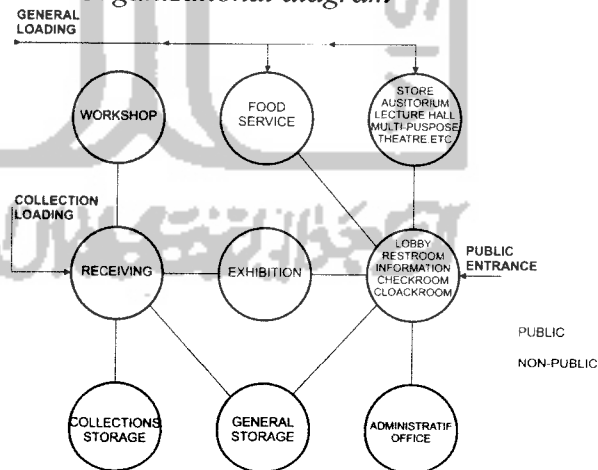 organizational diagram
GENERAL
LOADING
WORKSHOP
FOOD
SERVICE
STORE
AUSITORIUM
LECTURE HALL
MULTI-PUSPOSE
THEATRE.ETC
COLLECTION
LOADING
RECEIVING
EXHIBITION
LOBBY
RESTROOM
INFORMATION
CHECKROOM
CLOACKROOM
PUBLIC
ENTRANCE
PUBLIC
NON-PUBLIC
COLLECTIONS
STORAGE
GENERAL
STORAGE
ADMINISTRATIF
OFFICE